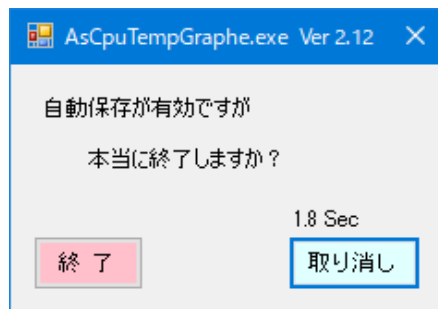 AsCpuTempGraphe.exe Ver 2.12
自動保存が有効ですが
本当に終了しますか？
1.8 Sec
終 了
取り消し